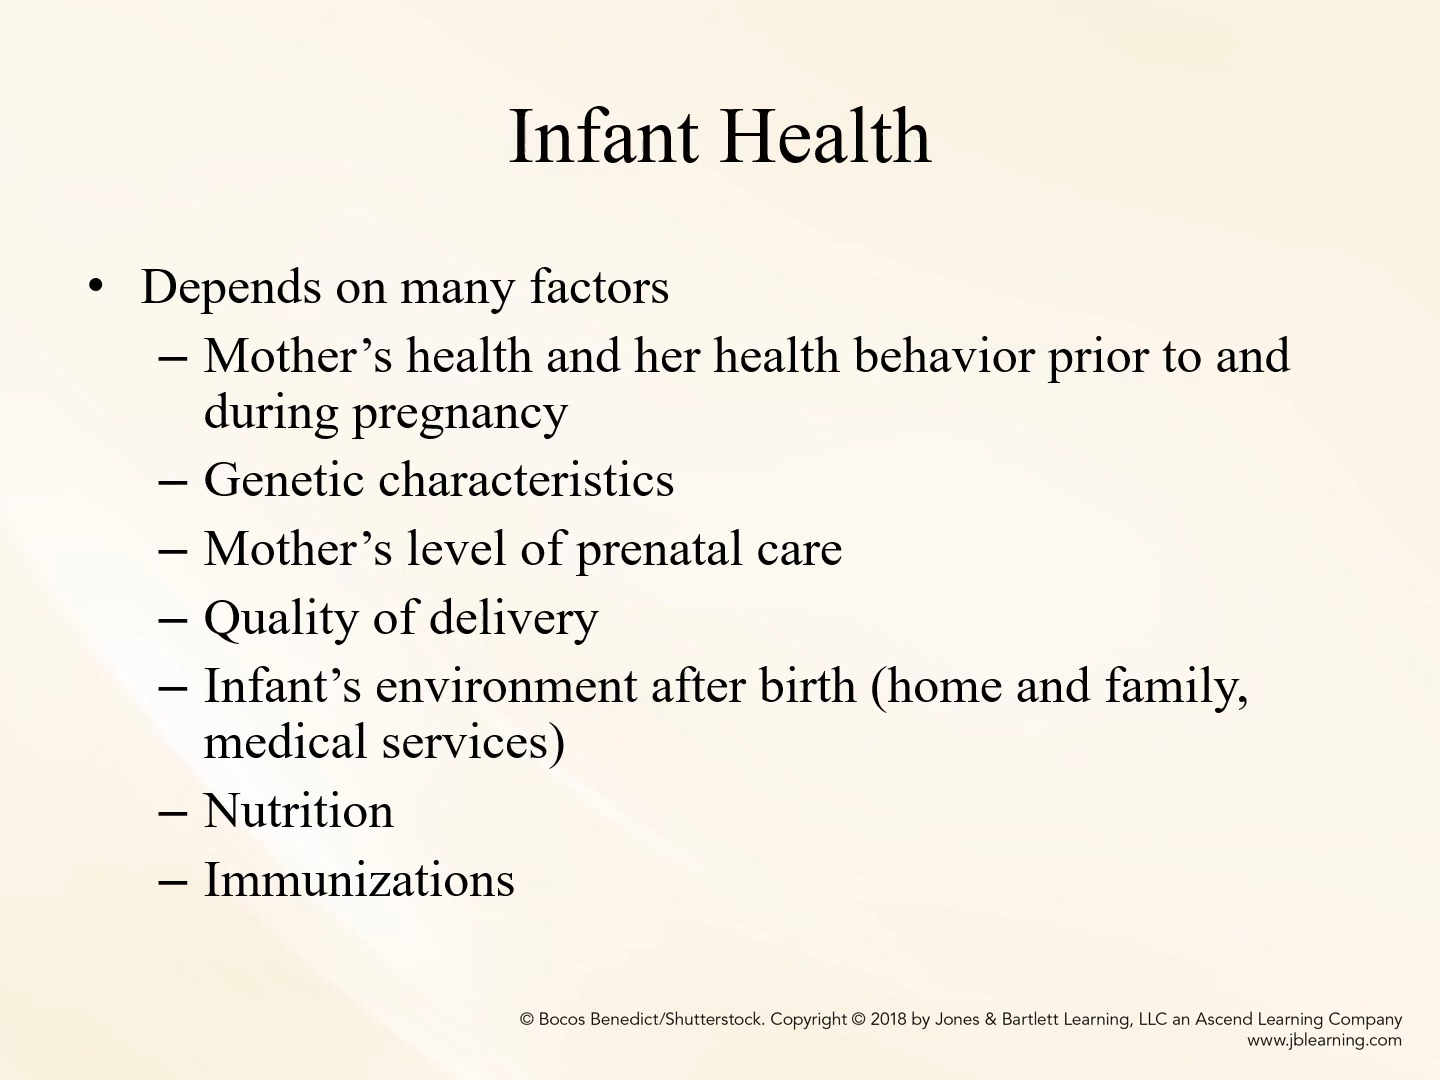 Infant Health
• Depends on many factors
– Mother’s health and her health behavior prior to and
during pregnancy
– Genetic characteristics
– Mother’s level of prenatal care
– Quality of delivery
– Infant’s environment after birth (home and family,
medical services)
– Nutrition
– Immunizations
© Bocos Benedict/Shutterstock. Copyright © 2018 by Jones & Bartlett Learning, LLC an Ascend Learning Company
www.jblearning.com